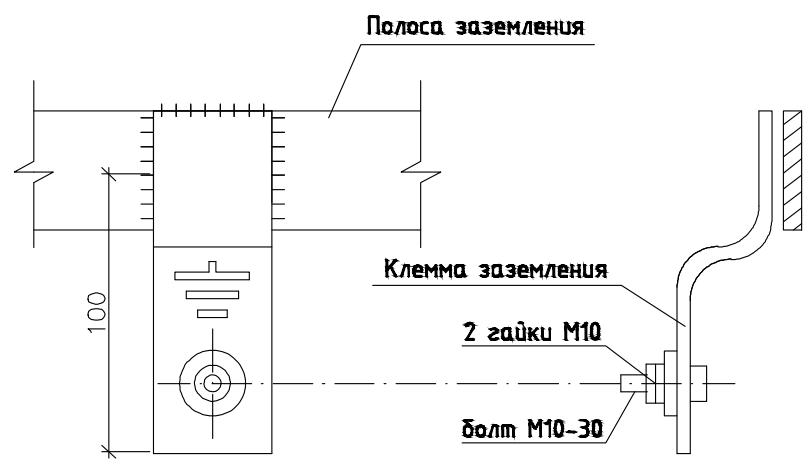 Полоса заземления
Клемма заземления
2 гайки М10
100
болт М10-30